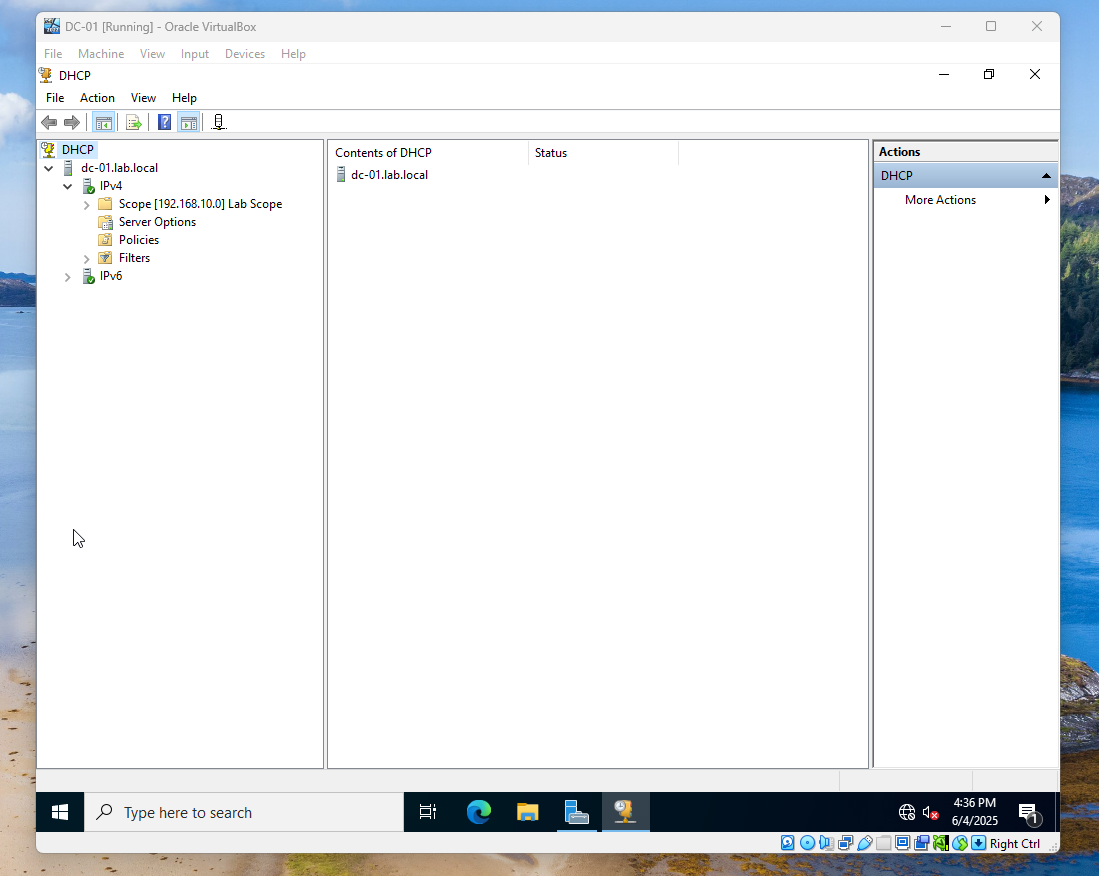 DC-01 [Running] - Oracle VirtualBox
File Machine View Input Devices Help
DHCP
File Action View Help
DHCP
dc-01.lab.local
IPv4
Scope [192.168.10.0] Lab Scope
Server Options
Policies
Filters
IPv6
Contents of DHCP Status
dc-01.lab.local
Actions
DHCP
More Actions
Type here to search
4:36 PM
6/4/2025
1
Right Ctrl